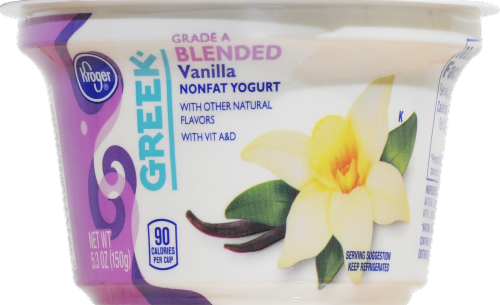 GRADE A
BLENDED
Vanilla
NONFAT YOGURT
WITH OTHER NATURAL
FLAVORS
WITH VIT A&D
Kroger®
GREEK
K
90
CALORIES
PER CUP
NET WT
5.3 OZ (150g)
SERVING SUGGESTION
KEEP REFRIGERATED